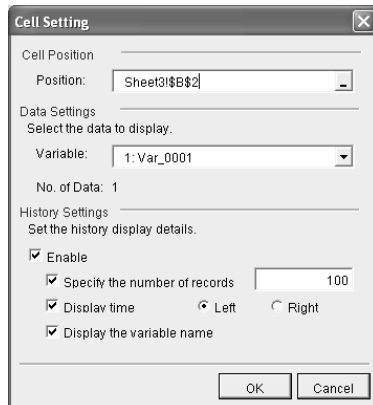 Cell Setting
Cell Position
Position: Sheet3!$B$2
Data Settings
Select the data to display.
Variable: 1: Var_0001
No. of Data: 1
History Settings
Set the history display details.
Enable
Specify the number of records 100
Display time Left Right
Display the variable name
OK Cancel